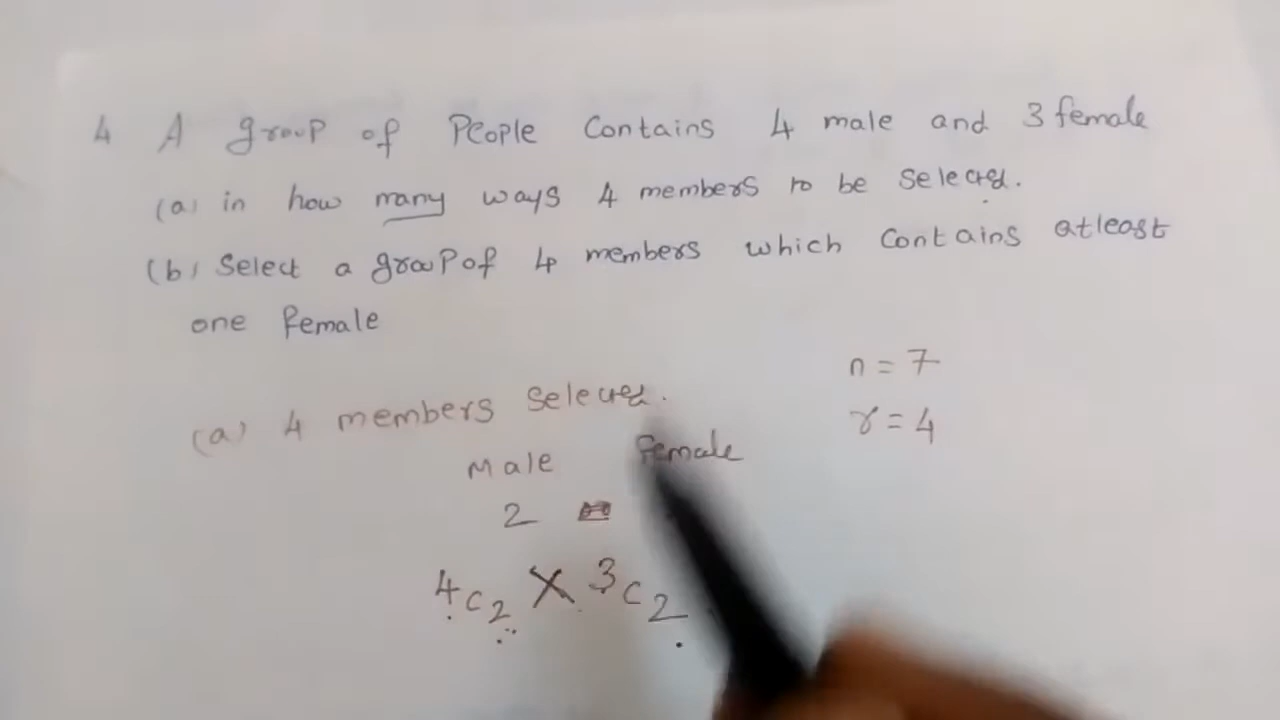 4 A group of People Contains 4 male and 3 female
(a) in how many ways 4 members to be Selected.
(b) Select a group of 4 members which contains atleast
one female
n = 7
(a) 4 members Selected.
r = 4
Male female
2
4C2 X 3C2